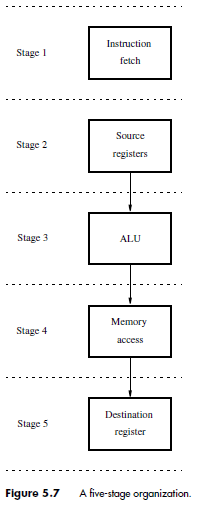 Stage 1
Instruction
fetch
Stage 2
Source
registers
Stage 3
ALU
Stage 4
Memory
access
Stage 5
Destination
register
Figure 5.7 A five-stage organization.